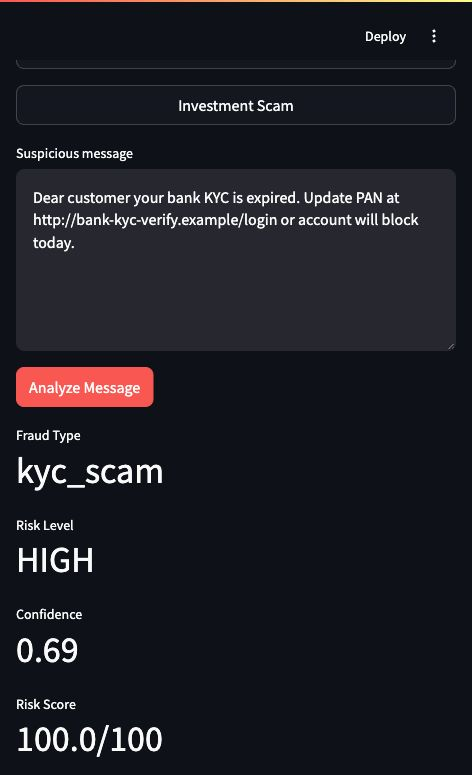 Deploy
Investment Scam
Suspicious message
Dear customer your bank KYC is expired. Update PAN at
http://bank-kyc-verify.example/login or account will block
today.
Analyze Message
Fraud Type
kyc_scam
Risk Level
HIGH
Confidence
0.69
Risk Score
100.0/100